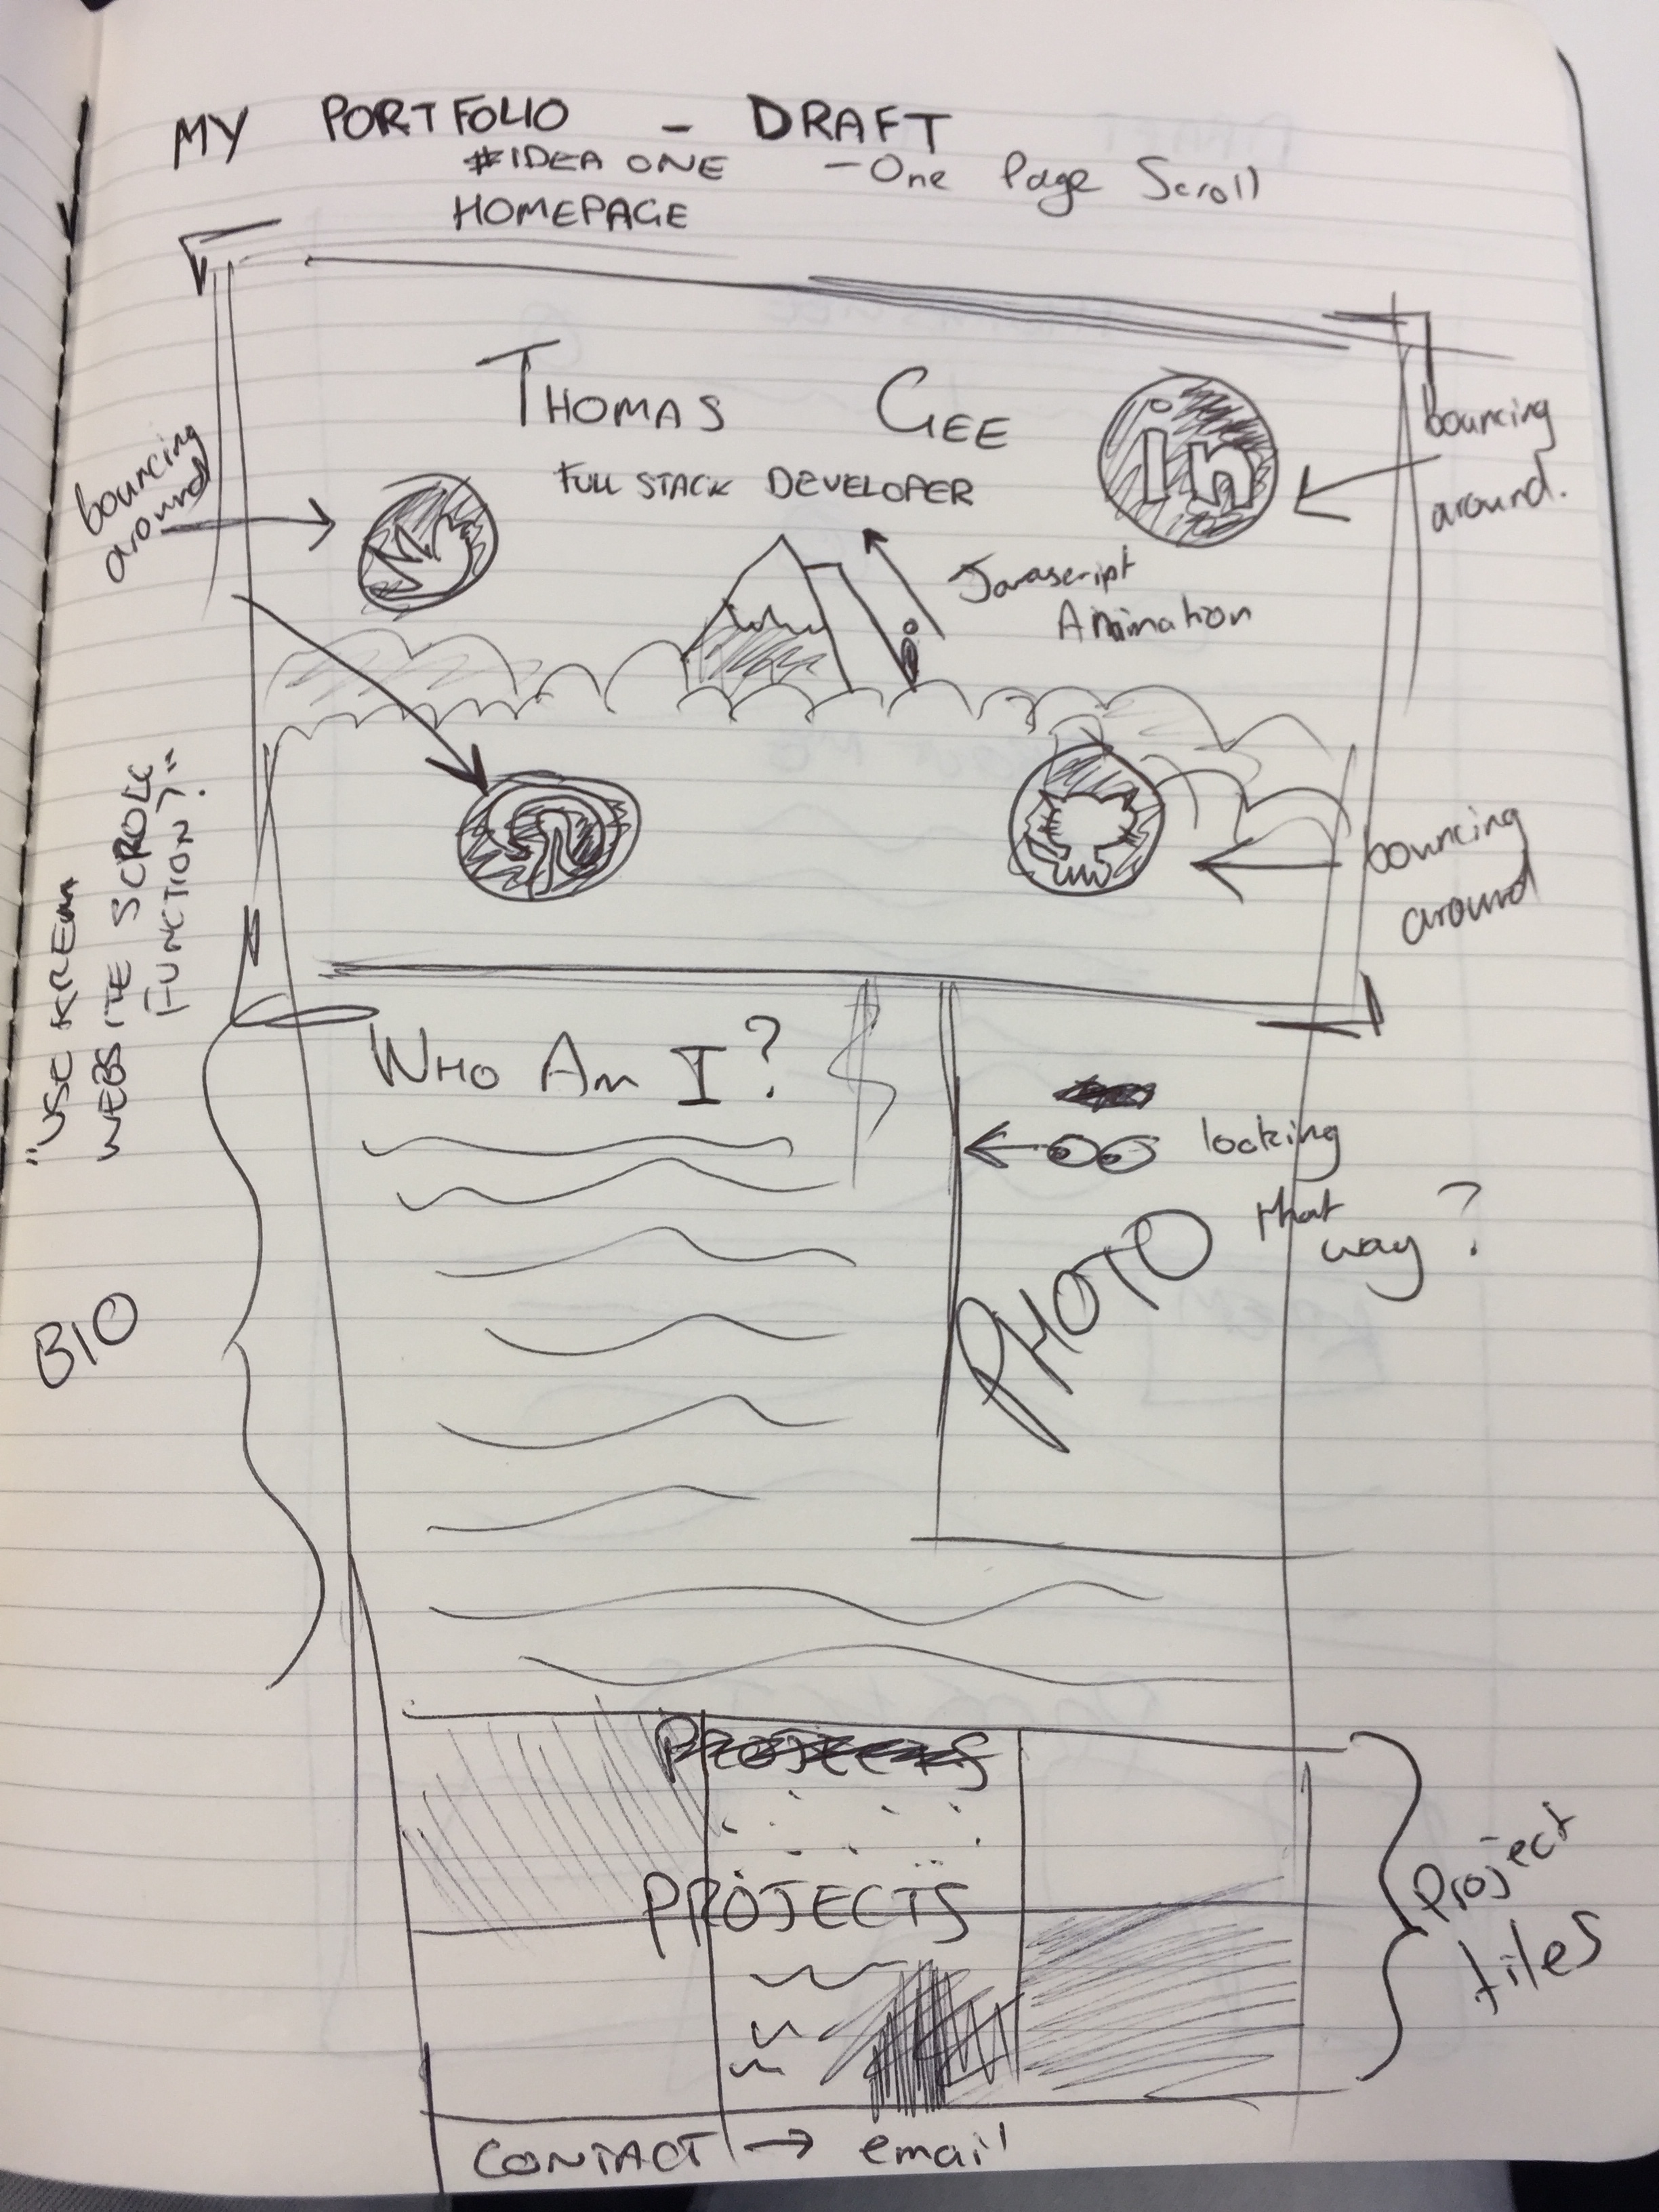 MY PORTFOLIO - DRAFT
#IDEA ONE - One Page Scroll
HOMEPAGE
THOMAS GEE
FULL STACK DEVELOPER
in
bouncing
around
bouncing
around.
Javascript
Animation
bouncing
around
"USE KREAM
WEBSITE SCROLL
FUNCTION?"
WHO AM I?
looking
that
way?
PHOTO
BIO
PROJECTS
PROJECTS
Project
tiles
CONTACT → email